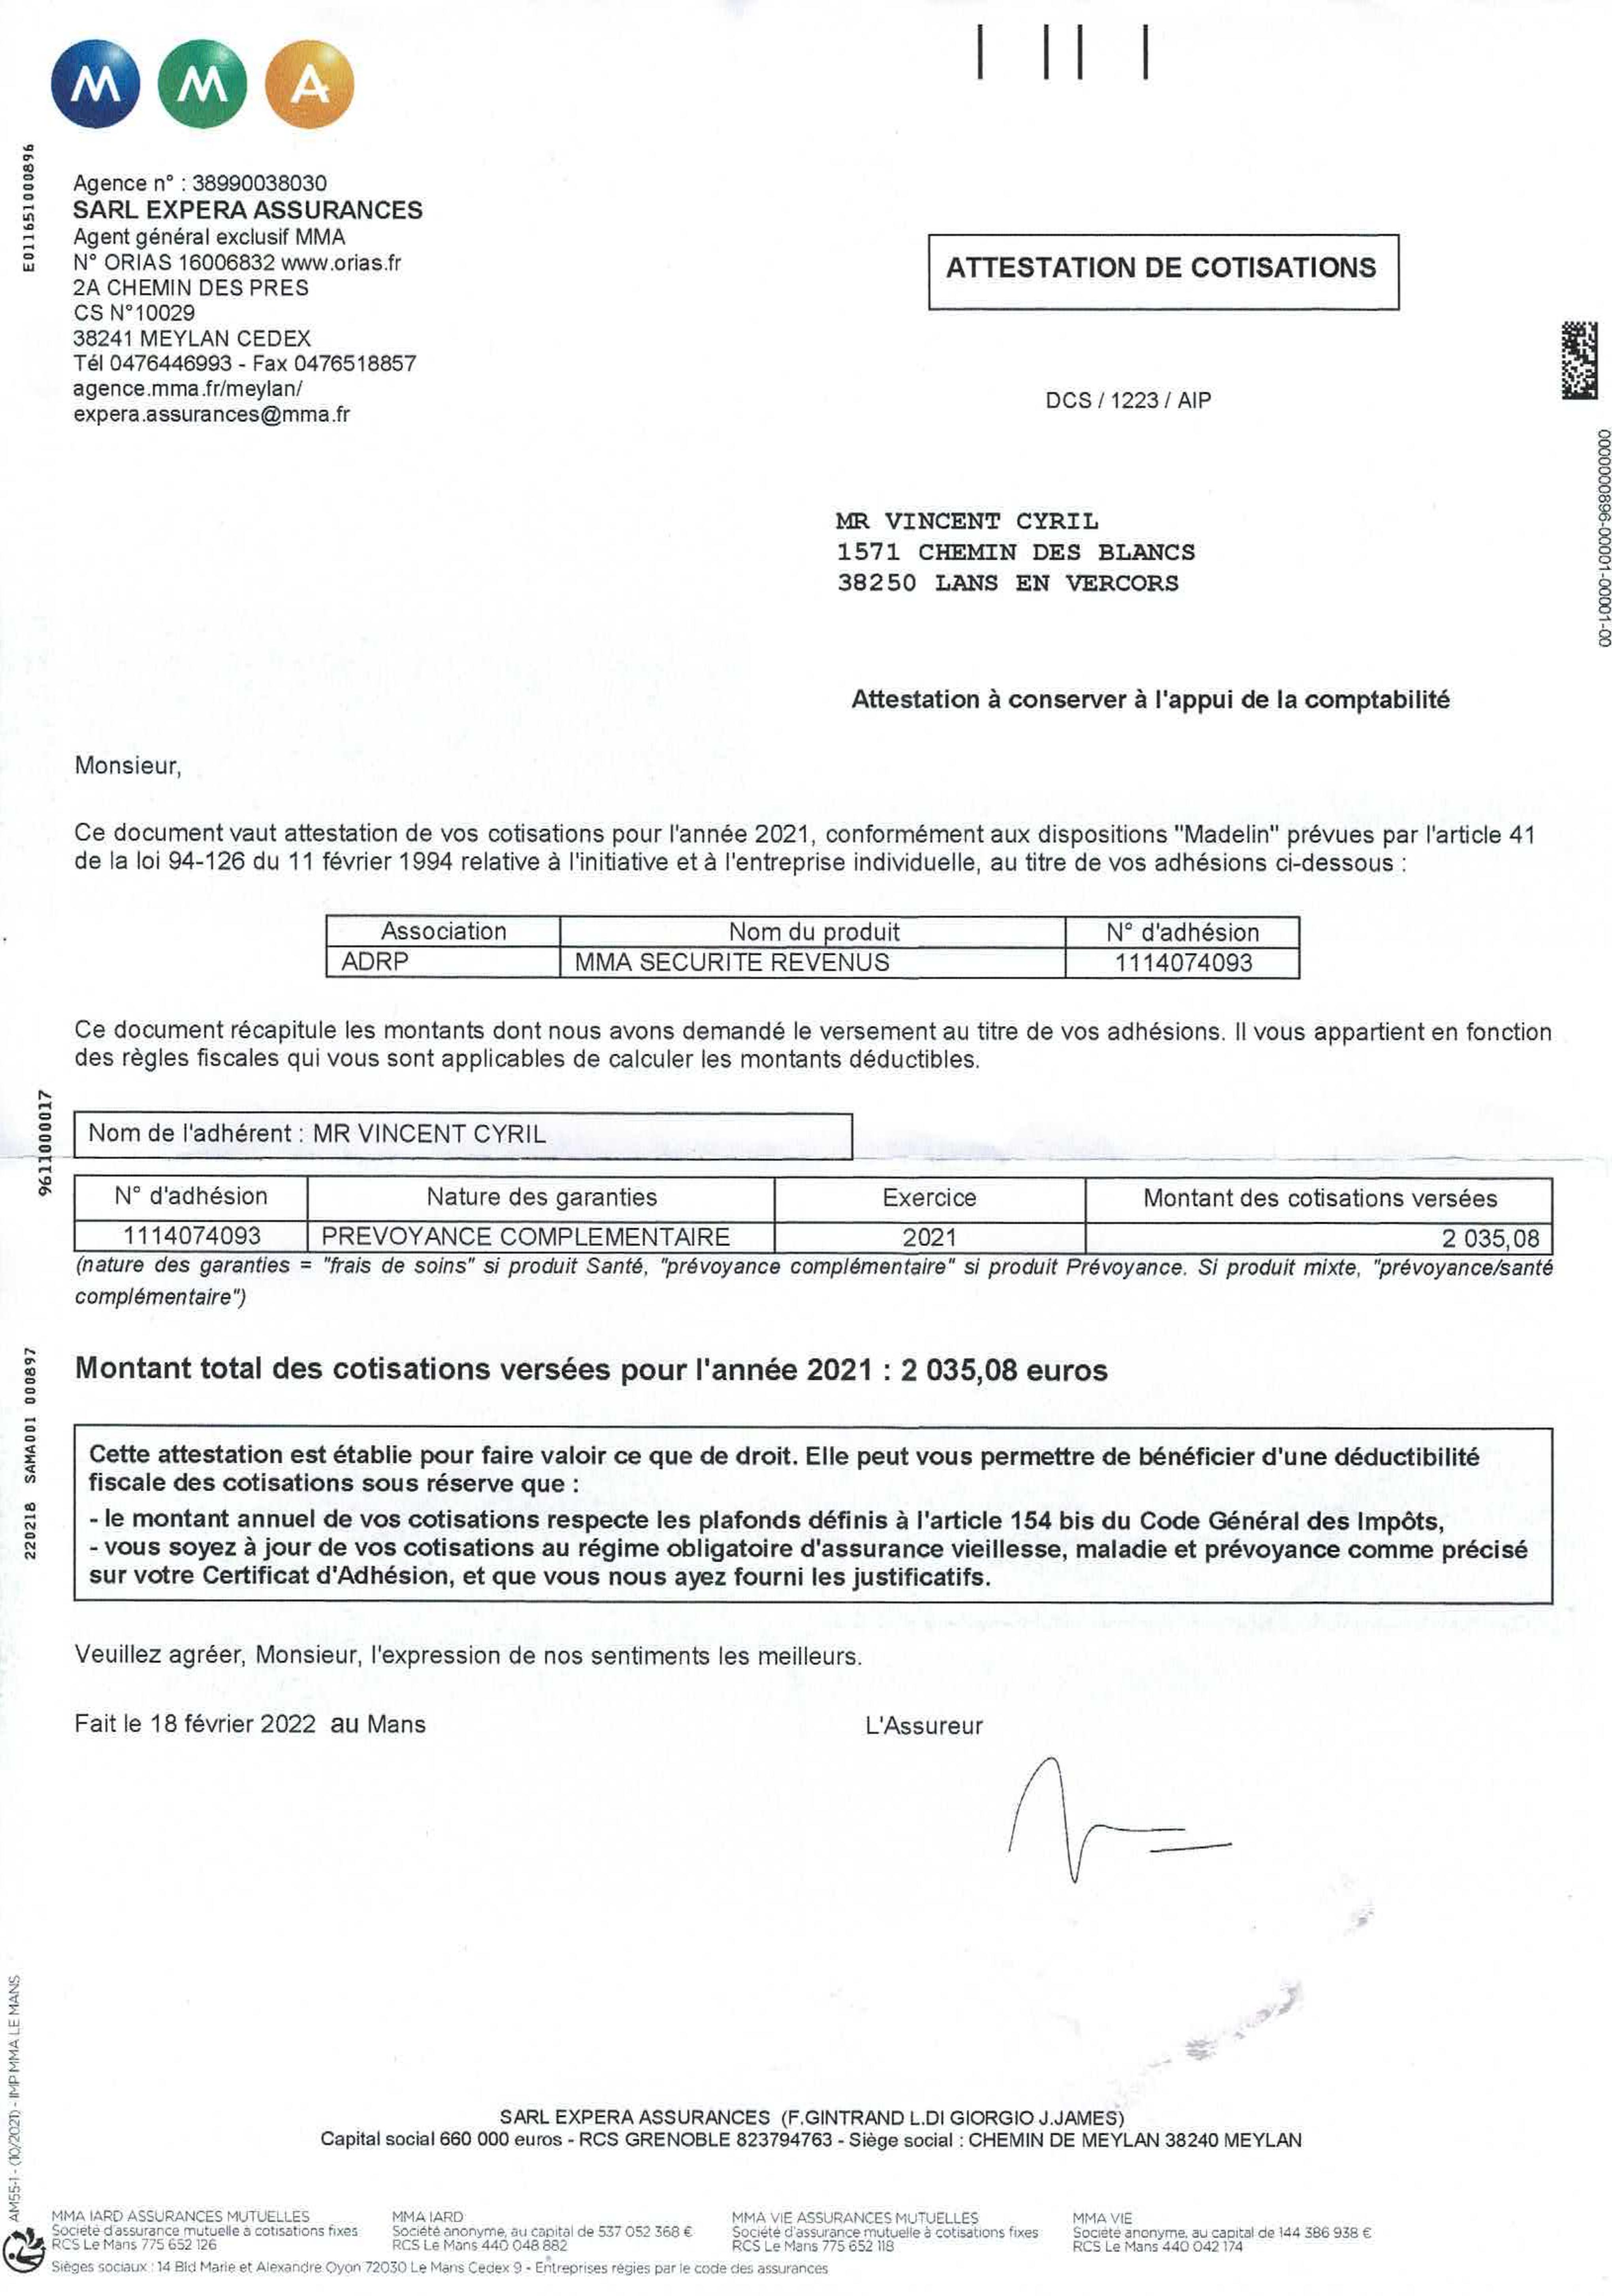 M M A
E011651000896
Agence n° : 38990038030
SARL EXPERA ASSURANCES
Agent général exclusif MMA
N° ORIAS 16006832 www.orias.fr
2A CHEMIN DES PRES
CS N°10029
38241 MEYLAN CEDEX
Tél 0476446993 - Fax 0476518857
agence.mma.fr/meylan/
expera.assurances@mma.fr
ATTESTATION DE COTISATIONS
DCS / 1223 / AIP
000000896-00001-00001-00
MR VINCENT CYRIL
1571 CHEMIN DES BLANCS
38250 LANS EN VERCORS
Attestation à conserver à l'appui de la comptabilité
Monsieur,
Ce document vaut attestation de vos cotisations pour l'année 2021, conformément aux dispositions "Madelin" prévues par l'article 41
de la loi 94-126 du 11 février 1994 relative à l'initiative et à l'entreprise individuelle, au titre de vos adhésions ci-dessous :
Association Nom du produit N° d'adhésion
ADRP MMA SECURITE REVENUS 1114074093
Ce document récapitule les montants dont nous avons demandé le versement au titre de vos adhésions. Il vous appartient en fonction
des règles fiscales qui vous sont applicables de calculer les montants déductibles.
9611000017
Nom de l'adhérent : MR VINCENT CYRIL
N° d'adhésion Nature des garanties Exercice Montant des cotisations versées
1114074093 PREVOYANCE COMPLEMENTAIRE 2021 2 035,08
(nature des garanties = "frais de soins" si produit Santé, "prévoyance complémentaire" si produit Prévoyance. Si produit mixte, "prévoyance/santé
complémentaire")
Montant total des cotisations versées pour l'année 2021 : 2 035,08 euros
220218 SAMA001 000897
Cette attestation est établie pour faire valoir ce que de droit. Elle peut vous permettre de bénéficier d'une déductibilité
fiscale des cotisations sous réserve que :
- le montant annuel de vos cotisations respecte les plafonds définis à l'article 154 bis du Code Général des Impôts,
- vous soyez à jour de vos cotisations au régime obligatoire d'assurance vieillesse, maladie et prévoyance comme précisé
sur votre Certificat d'Adhésion, et que vous nous ayez fourni les justificatifs.
Veuillez agréer, Monsieur, l'expression de nos sentiments les meilleurs.
Fait le 18 février 2022 au Mans
L'Assureur
AM55-1 - (10/2021) - IMP MMA LE MANS
SARL EXPERA ASSURANCES (F.GINTRAND L.DI GIORGIO J.JAMES)
Capital social 660 000 euros - RCS GRENOBLE 823794763 - Siège social : CHEMIN DE MEYLAN 38240 MEYLAN
MMA IARD ASSURANCES MUTUELLES
Société d'assurance mutuelle à cotisations fixes
RCS Le Mans 775 652 126
MMA IARD
Société anonyme, au capital de 537 052 368 €
RCS Le Mans 440 048 882
MMA VIE ASSURANCES MUTUELLES
Société d'assurance mutuelle à cotisations fixes
RCS Le Mans 775 652 118
MMA VIE
Société anonyme, au capital de 144 386 938 €
RCS Le Mans 440 042 174
Sièges sociaux : 14 Bld Marie et Alexandre Oyon 72030 Le Mans Cedex 9 - Entreprises régies par le code des assurances